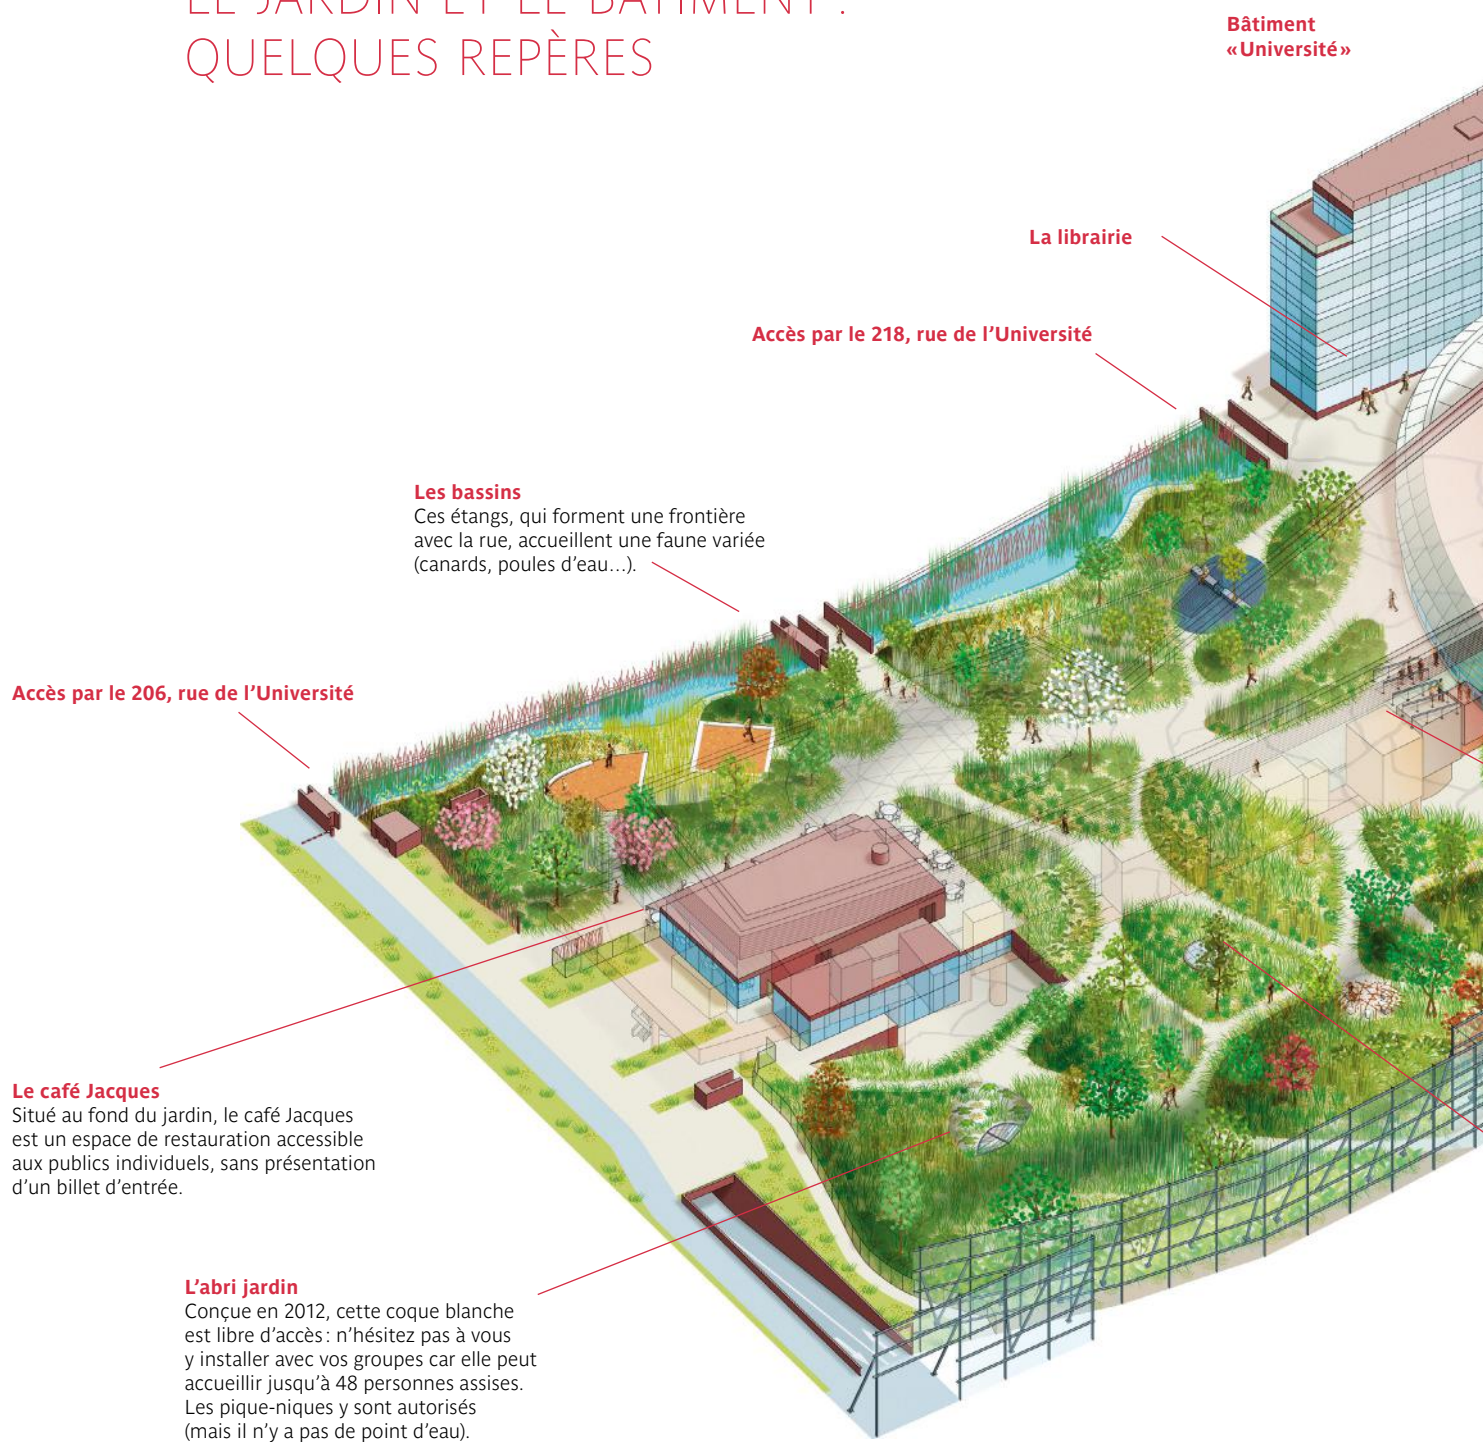 LE JARDIN ET LE BÂTIMENT :
QUELQUES REPÈRES
Bâtiment
«Université»
La librairie
Accès par le 218, rue de l’Université
Les bassins
Ces étangs, qui forment une frontière
avec la rue, accueillent une faune variée
(canards, poules d’eau…).
Accès par le 206, rue de l’Université
Le café Jacques
Situé au fond du jardin, le café Jacques
est un espace de restauration accessible
aux publics individuels, sans présentation
d’un billet d’entrée.
L’abri jardin
Conçue en 2012, cette coque blanche
est libre d’accès : n’hésitez pas à vous
y installer avec vos groupes car elle peut
accueillir jusqu’à 48 personnes assises.
Les pique-niques y sont autorisés
(mais il n’y a pas de point d’eau).